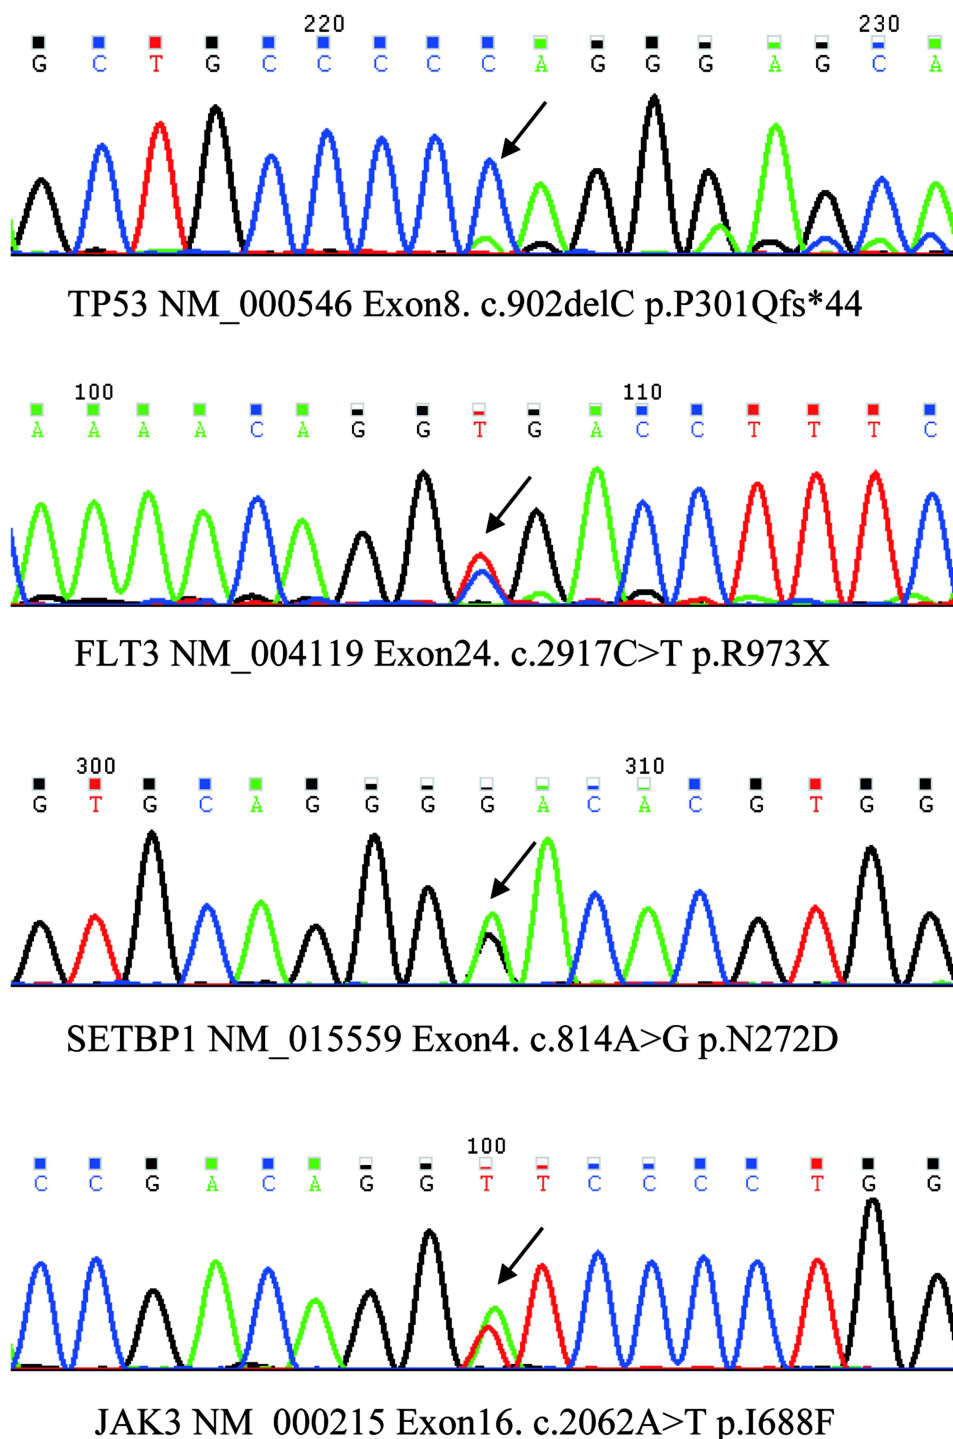 220 230
G C T G C C C C C A G G G A G C A
TP53 NM_000546 Exon8. c.902delC p.P301Qfs*44
100 110
A A A A C A G G T G A C C T T T C
FLT3 NM_004119 Exon24. c.2917C>T p.R973X
300 310
G T G C A G G G G A C A C G T G G
SETBP1 NM_015559 Exon4. c.814A>G p.N272D
100
C C G A C A G G T T C C C C T G G
JAK3 NM_000215 Exon16. c.2062A>T p.I688F